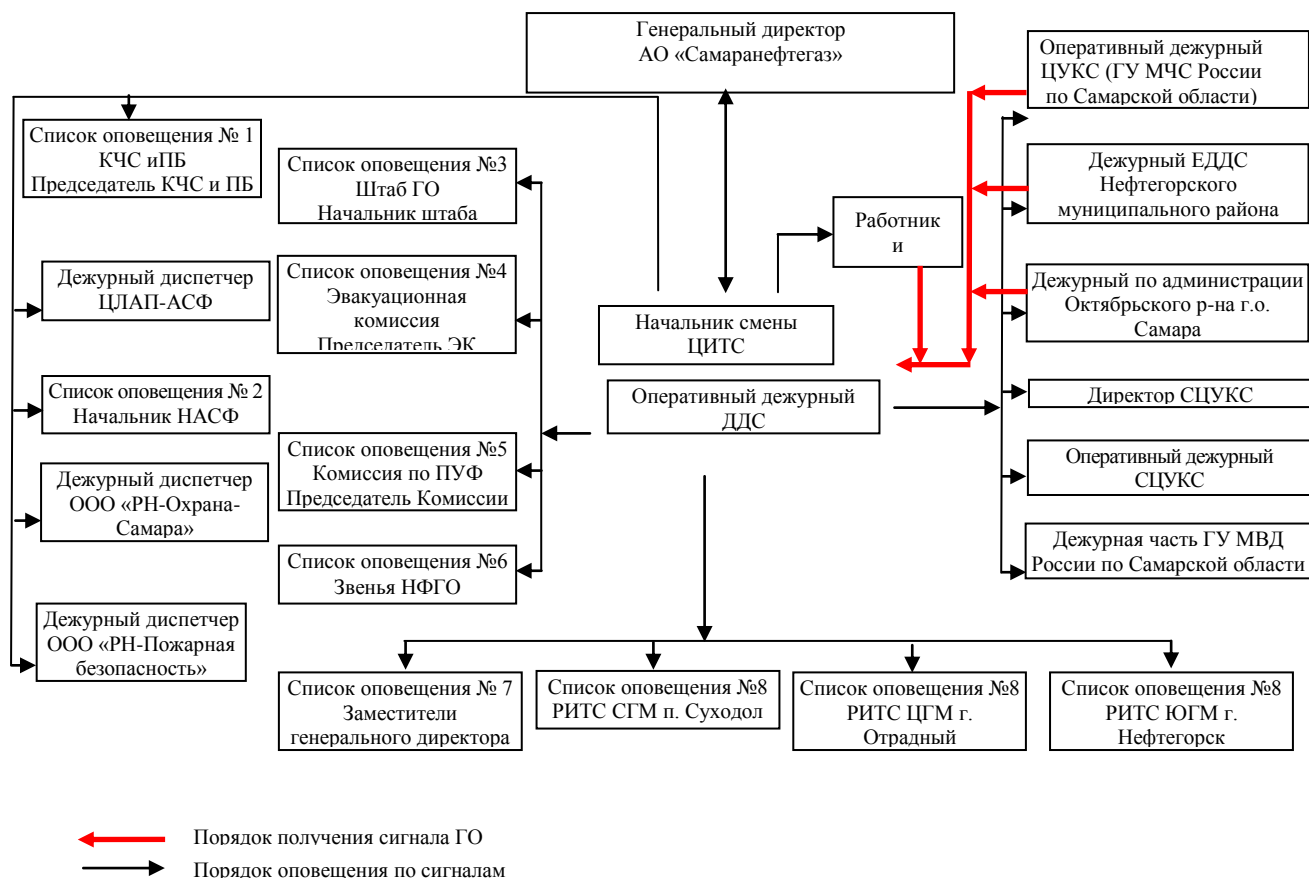 Генеральный директор
АО «Самаранефтегаз»
Оперативный дежурный
ЦУКС (ГУ МЧС России
по Самарской области)
Список оповещения № 1
КЧС иПБ
Председатель КЧС и ПБ
Список оповещения №3
Штаб ГО
Начальник штаба
Дежурный ЕДДС
Нефтегорского
муниципального района
Работник
и
Дежурный диспетчер
ЦЛАП-АСФ
Список оповещения №4
Эвакуационная
комиссия
Председатель ЭК
Начальник смены
ЦИТС
Дежурный по администрации
Октябрьского р-на г.о.
Самара
Список оповещения № 2
Начальник НАСФ
Оперативный дежурный
ДДС
Директор СЦУКС
Список оповещения №5
Комиссия по ПУФ
Председатель Комиссии
Оперативный дежурный
СЦУКС
Дежурный диспетчер
ООО «РН-Охрана-
Самара»
Список оповещения №6
Звенья НФГО
Дежурная часть ГУ МВД
России по Самарской области
Дежурный диспетчер
ООО «РН-Пожарная
безопасность»
Список оповещения № 7
Заместители
генерального директора
Список оповещения №8
РИТС СГМ п. Суходол
Список оповещения №8
РИТС ЦГМ г.
Отрадный
Список оповещения №8
РИТС ЮГМ г.
Нефтегорск
Порядок получения сигнала ГО
Порядок оповещения по сигналам